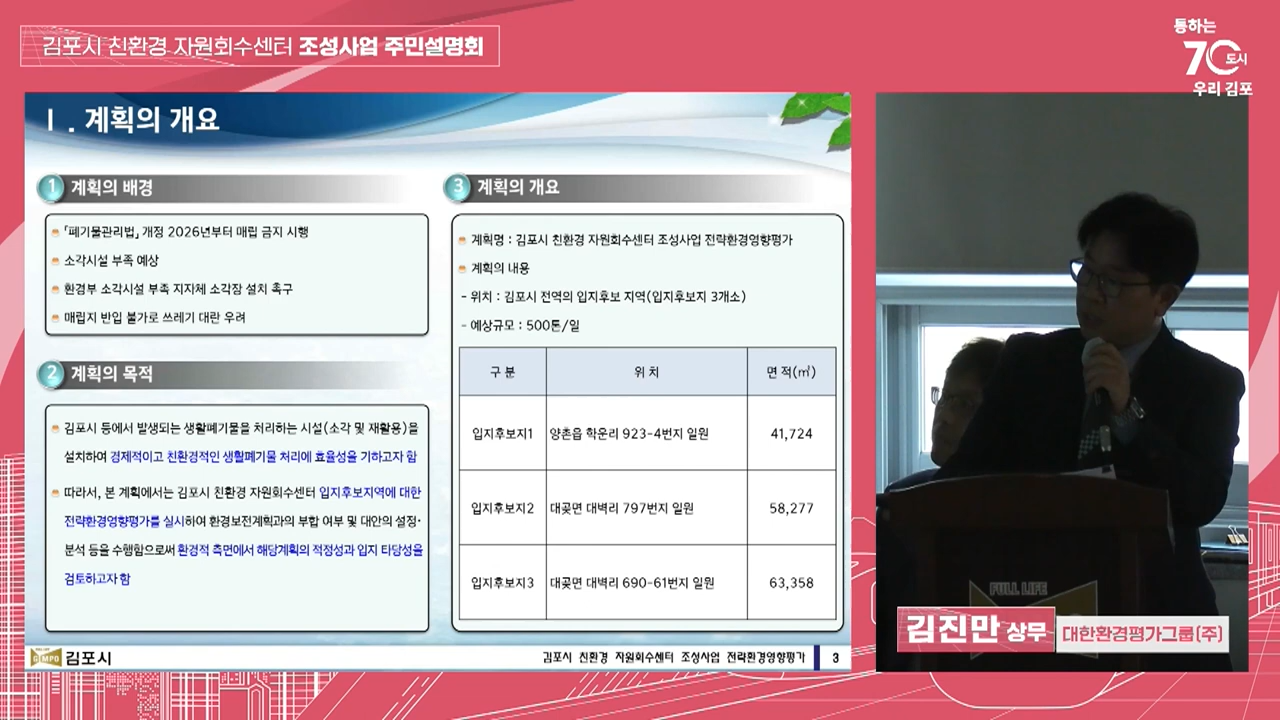 김포시 친환경 자원회수센터 조성사업 주민설명회
통하는
70도시
우리 김포
Ⅰ. 계획의 개요
1 계획의 배경
「폐기물관리법」 개정 2026년부터 매립 금지 시행
소각시설 부족 예상
환경부 소각시설 부족 지자체 소각장 설치 촉구
매립지 반입 불가로 쓰레기 대란 우려
2 계획의 목적
김포시 등에서 발생되는 생활폐기물을 처리하는 시설(소각 및 재활용)을
설치하여 경제적이고 친환경적인 생활폐기물 처리에 효율성을 기하고자 함
따라서, 본 계획에서는 김포시 친환경 자원회수센터 입지후보지역에 대한
전략환경영향평가를 실시하여 환경보전계획과의 부합 여부 및 대안의 설정·
분석 등을 수행함으로써 환경적 측면에서 해당계획의 적정성과 입지 타당성을
검토하고자 함
3 계획의 개요
계획명 : 김포시 친환경 자원회수센터 조성사업 전략환경영향평가
계획의 내용
- 위치 : 김포시 전역의 입지후보 지역(입지후보지 3개소)
- 예상규모 : 500톤/일
구 분 위 치 면 적(㎡)
입지후보지1 양촌읍 학운리 923-4번지 일원 41,724
입지후보지2 대곶면 대벽리 797번지 일원 58,277
입지후보지3 대곶면 대벽리 690-61번지 일원 63,358
GIMPO 김포시
김포시 친환경 자원회수센터 조성사업 전략환경영향평가 3
FULL LIFE
김진만 상무 대한환경평가그룹(주)